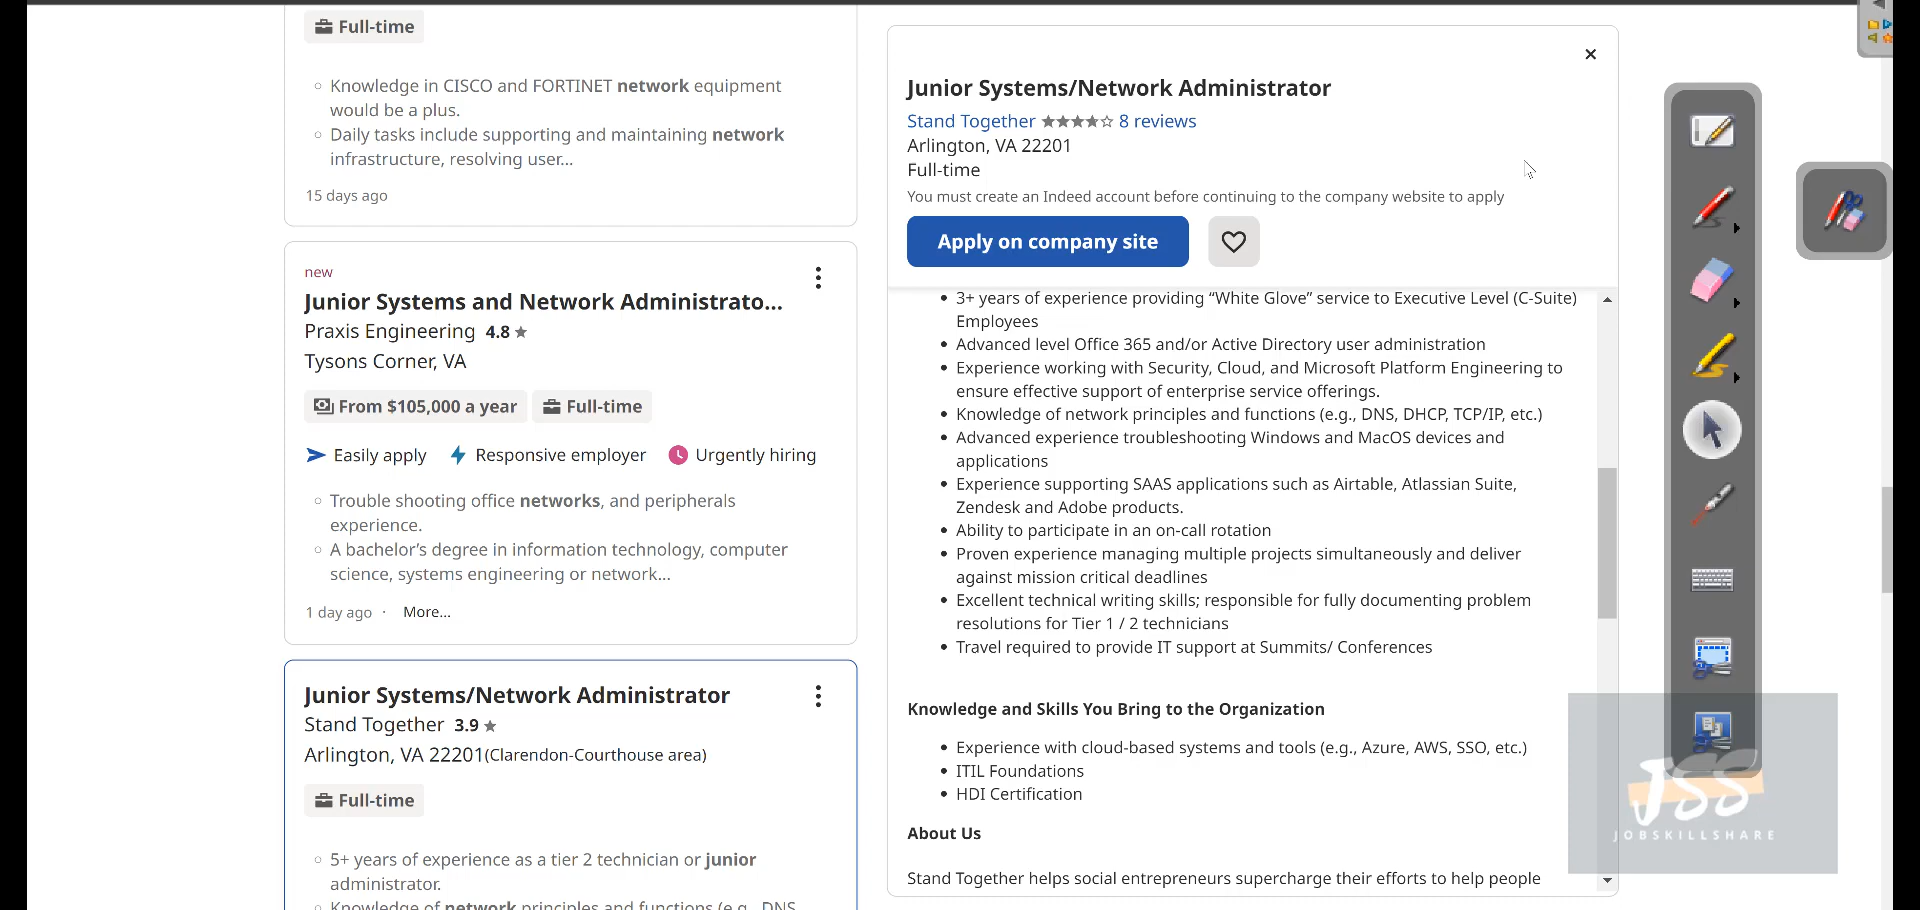 Full-time
Knowledge in CISCO and FORTINET network equipment
would be a plus.
Daily tasks include supporting and maintaining network
infrastructure, resolving user...
15 days ago
new
Junior Systems and Network Administrato...
Praxis Engineering 4.8
Tysons Corner, VA
From $105,000 a year Full-time
Easily apply Responsive employer Urgently hiring
Trouble shooting office networks, and peripherals
experience.
A bachelor’s degree in information technology, computer
science, systems engineering or network...
1 day ago · More...
Junior Systems/Network Administrator
Stand Together 3.9
Arlington, VA 22201(Clarendon-Courthouse area)
Full-time
5+ years of experience as a tier 2 technician or junior
administrator.
Knowledge of network principles and functions (e.g., DNS,
Junior Systems/Network Administrator
Stand Together 8 reviews
Arlington, VA 22201
Full-time
You must create an Indeed account before continuing to the company website to apply
Apply on company site
3+ years of experience providing “White Glove” service to Executive Level (C-Suite)
Employees
Advanced level Office 365 and/or Active Directory user administration
Experience working with Security, Cloud, and Microsoft Platform Engineering to
ensure effective support of enterprise service offerings.
Knowledge of network principles and functions (e.g., DNS, DHCP, TCP/IP, etc.)
Advanced experience troubleshooting Windows and MacOS devices and
applications
Experience supporting SAAS applications such as Airtable, Atlassian Suite,
Zendesk and Adobe products.
Ability to participate in an on-call rotation
Proven experience managing multiple projects simultaneously and deliver
against mission critical deadlines
Excellent technical writing skills; responsible for fully documenting problem
resolutions for Tier 1 / 2 technicians
Travel required to provide IT support at Summits/ Conferences
Knowledge and Skills You Bring to the Organization
Experience with cloud-based systems and tools (e.g., Azure, AWS, SSO, etc.)
ITIL Foundations
HDI Certification
About Us
Stand Together helps social entrepreneurs supercharge their efforts to help people
JSS
JOBSKILLSHARE